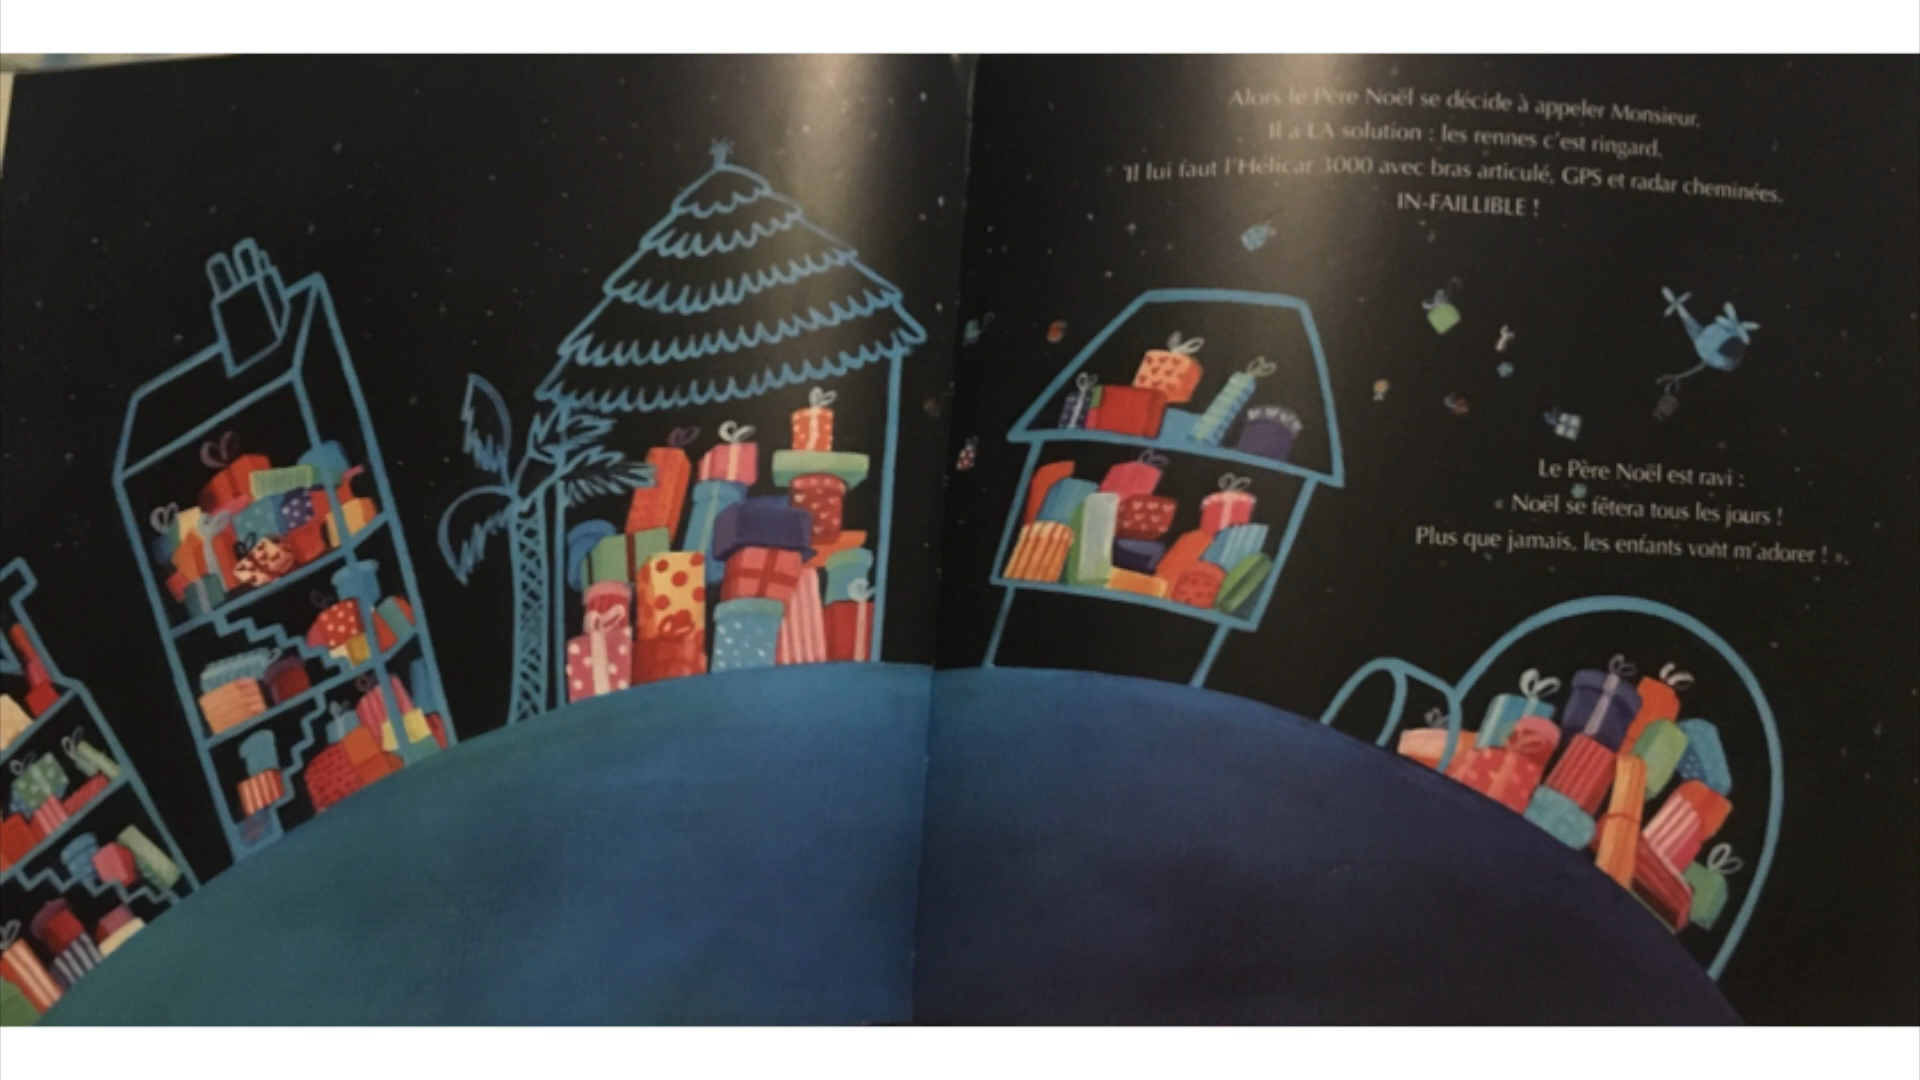 Alors le Père Noël se décide à appeler Monsieur.
Il a LA solution : les rennes c'est ringard.
Il lui faut l'Hélicar 3000 avec bras articulé, GPS et radar cheminées.
IN-FAILLIBLE !
Le Père Noël est ravi :
« Noël se fêtera tous les jours !
Plus que jamais, les enfants vont m'adorer ! ».